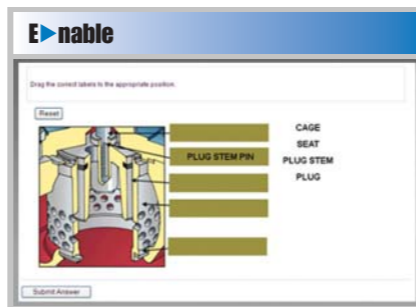 E▶nable
Drag the correct labels to the appropriate position.
Reset
PLUG STEM PIN
CAGE
SEAT
PLUG STEM
PLUG
Submit Answer